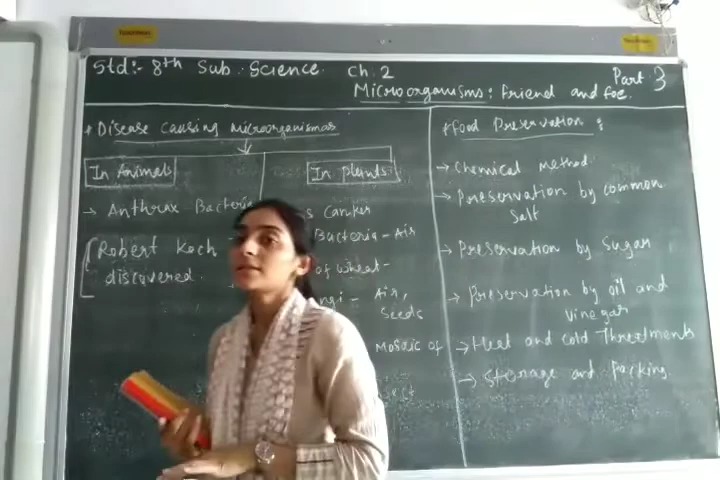 Std:- 8th Sub. Science. Ch. 2
Microorganisms: Friend and foe.
Part 3
* Disease causing microorganismas
In Animals
→ Anthrax Bacteria
Robert Koch
discovered.
In plants
Canker
Bacteria - Air
of wheat -
Air,
Seeds
Mosaic of
* Food Preservation :
→ Chemical method
→ Preservation by common
Salt
→ Preservation by Sugar
→ Preservation by oil and
vinegar
→ Heat and cold Threetments
→ Storage and Packing.